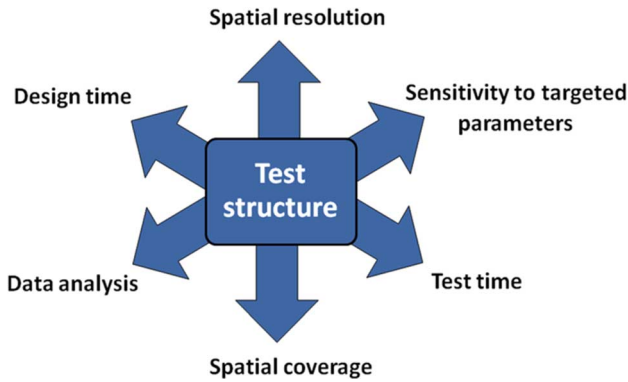 Spatial resolution
Design time
Sensitivity to targeted
parameters
Test
structure
Data analysis
Test time
Spatial coverage